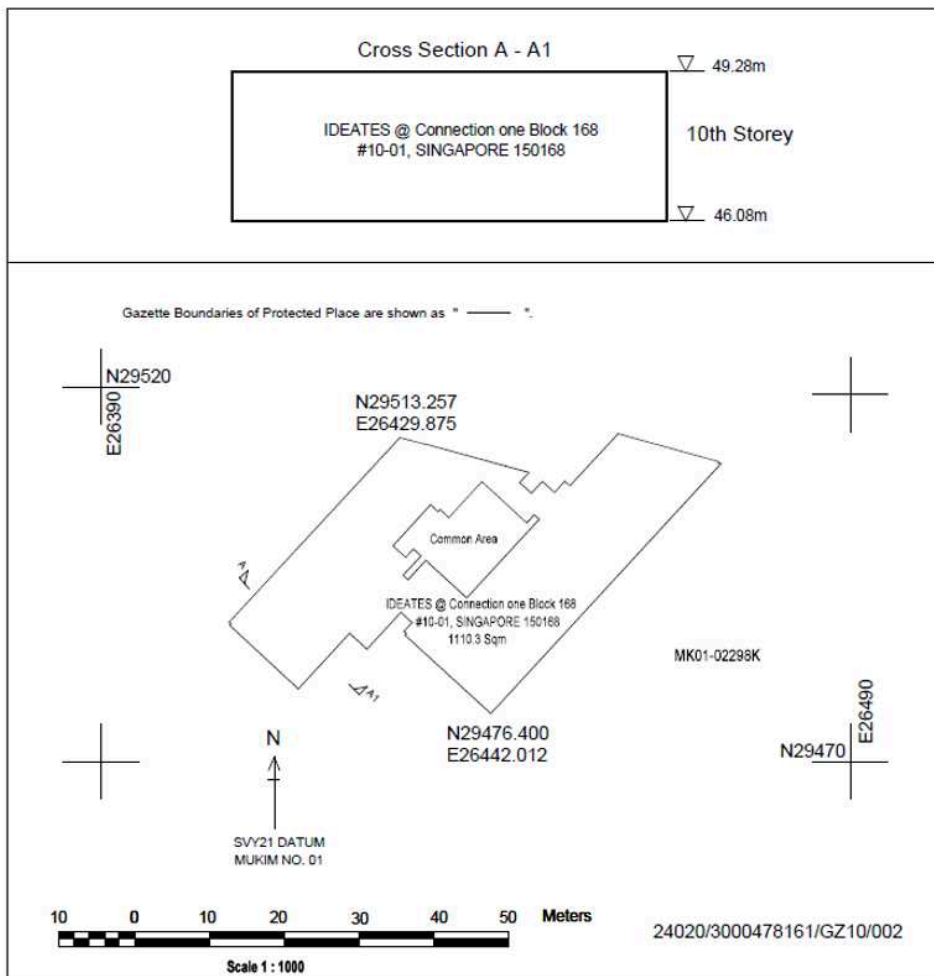 Cross Section A - A1
49.28m
IDEATES @ Connection one Block 168
#10-01, SINGAPORE 150168
10th Storey
46.08m
Gazette Boundaries of Protected Place are shown as " ——— ".
N29520
E26390
N29513.257
E26429.875
Common Area
A
IDEATES @ Connection one Block 168
#10-01, SINGAPORE 150168
1110.3 Sqm
MK01-02298K
A1
E26490
N29476.400
E26442.012
N29470
N
SVY21 DATUM
MUKIM NO. 01
10 0 10 20 30 40 50 Meters
24020/3000478161/GZ10/002
Scale 1 : 1000